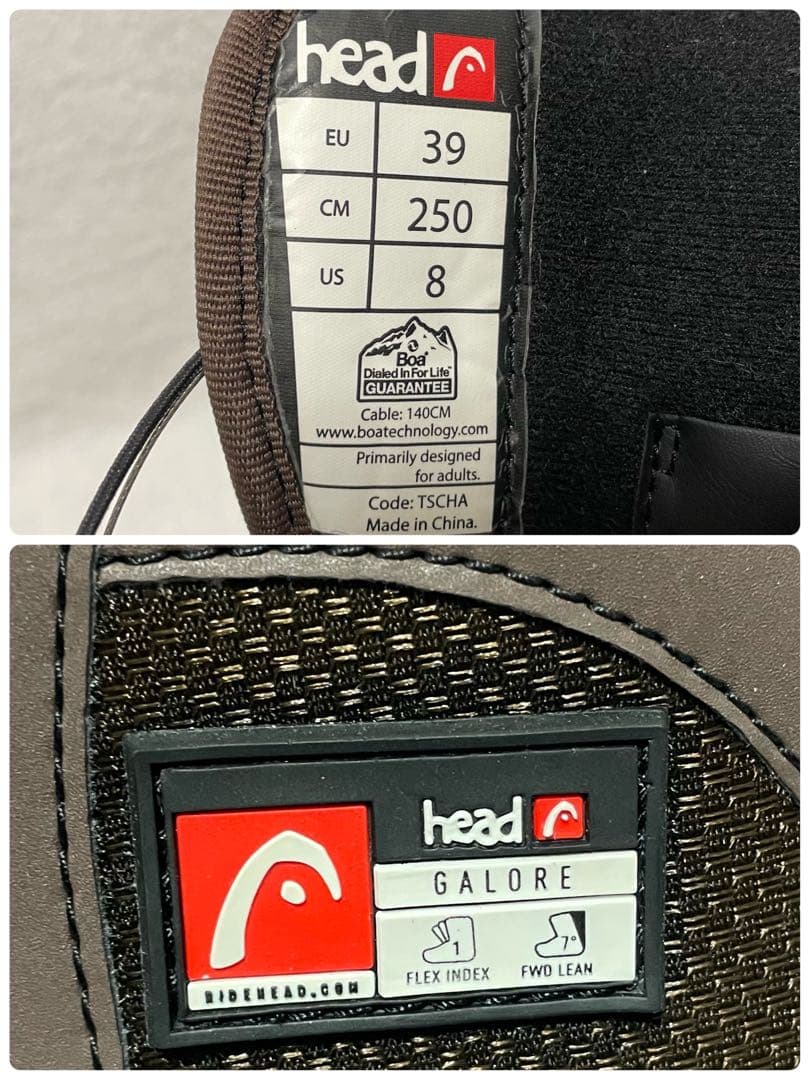 head
EU 39
CM 250
US 8
Boa
Dialed In For Life™
GUARANTEE
Cable: 140CM
www.boatechnology.com
Primarily designed
for adults.
Code: TSCHA
Made in China.
head
GALORE
1 7°
FLEX INDEX FWD LEAN
RIDEHEAD.COM